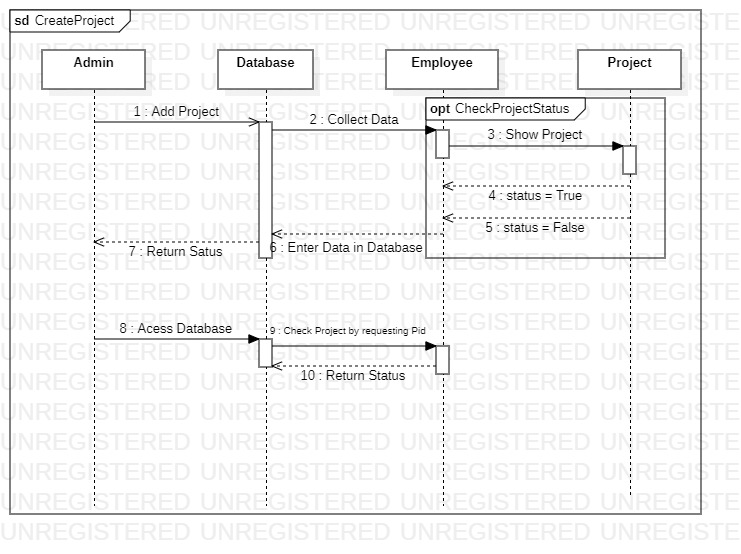 sd CreateProject
Admin
Database
Employee
Project
opt CheckProjectStatus
1 : Add Project
2 : Collect Data
3 : Show Project
4 : status = True
5 : status = False
6 : Enter Data in Database
7 : Return Satus
8 : Acess Database
9 : Check Project by requesting Pid
10 : Return Status
UNREGISTERED UNREGISTERED UNREGISTERED UNREGISTERED